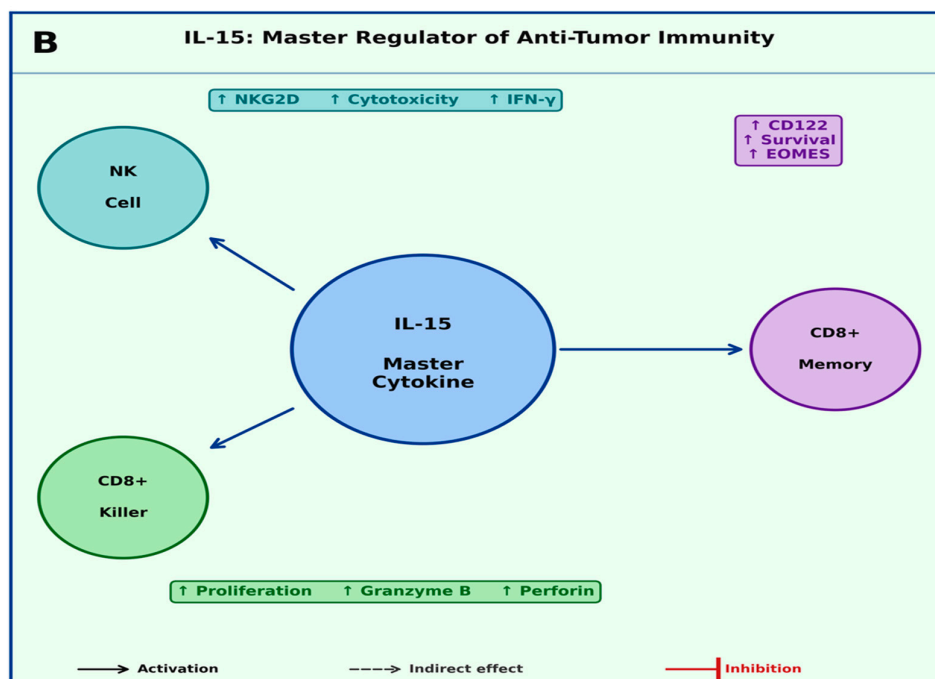 B
IL-15: Master Regulator of Anti-Tumor Immunity
↑ NKG2D ↑ Cytotoxicity ↑ IFN-γ
↑ CD122
↑ Survival
↑ EOMES
NK
Cell
IL-15
Master
Cytokine
CD8+
Memory
CD8+
Killer
↑ Proliferation ↑ Granzyme B ↑ Perforin
Activation
Indirect effect
Inhibition